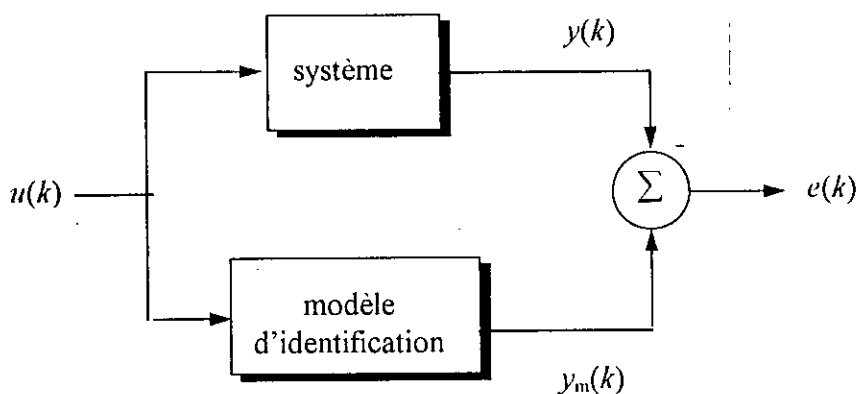 y(k)
système
-
u(k)
Σ
e(k)
modèle
d'identification
y_m(k)